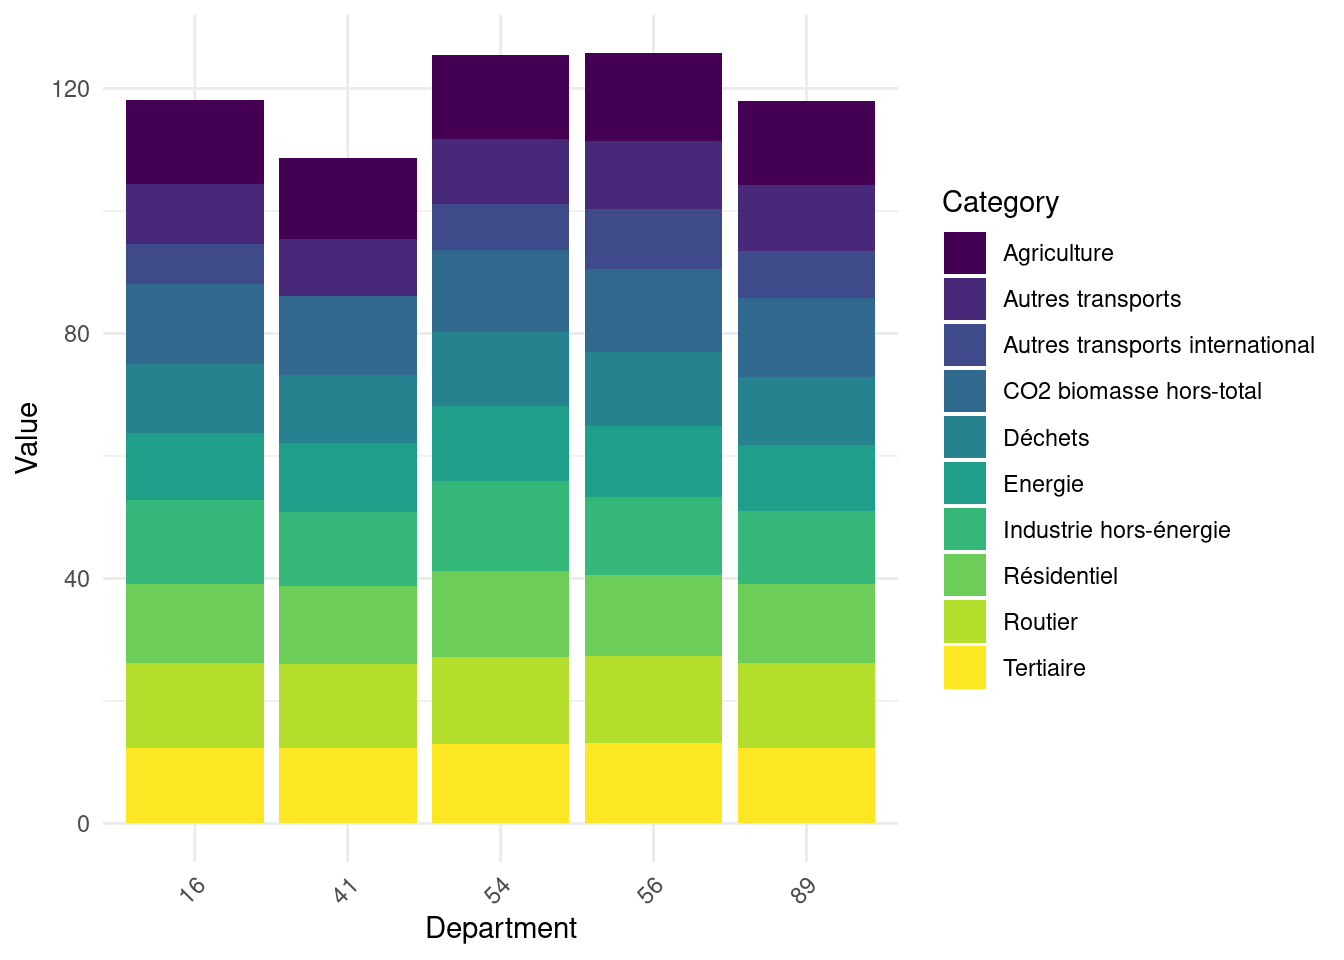 Value
120
80
40
0
16
41
54
56
89
Department
Category
Agriculture
Autres transports
Autres transports international
CO2 biomasse hors-total
Déchets
Energie
Industrie hors-énergie
Résidentiel
Routier
Tertiaire